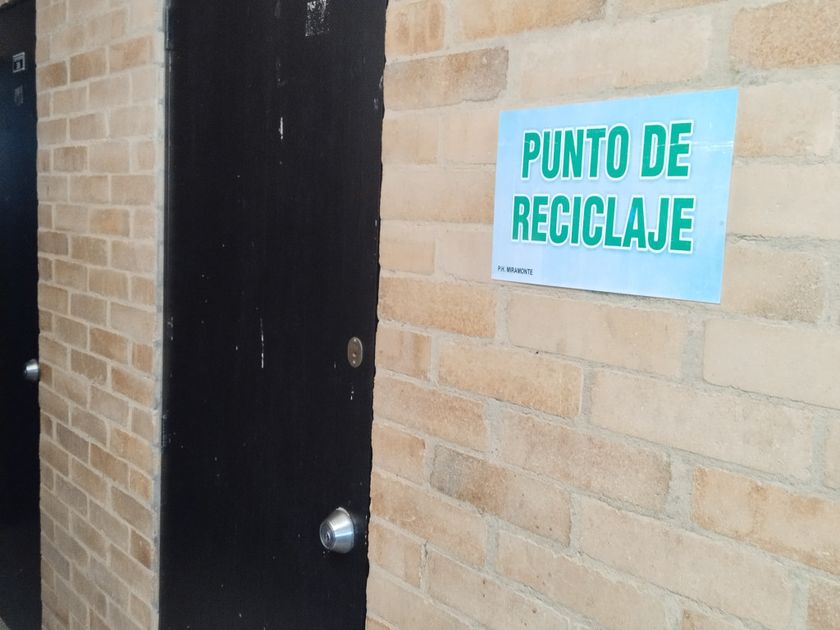 PUNTO DE
RECICLAJE
P.H. MIRAMONTE